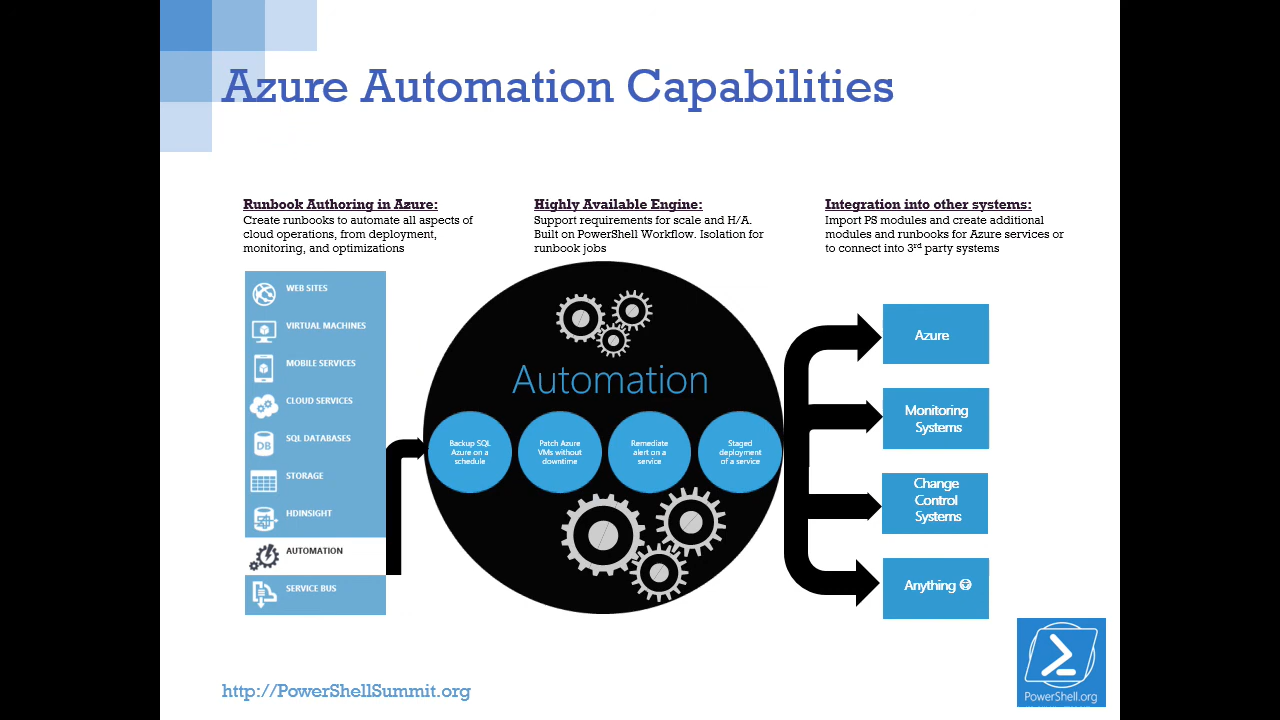 Azure Automation Capabilities
Runbook Authoring in Azure:
Create runbooks to automate all aspects of
cloud operations, from deployment,
monitoring, and optimizations
Highly Available Engine:
Support requirements for scale and H/A.
Built on PowerShell Workflow. Isolation for
runbook jobs
Integration into other systems:
Import PS modules and create additional
modules and runbooks for Azure services or
to connect into 3rd party systems
WEB SITES
VIRTUAL MACHINES
MOBILE SERVICES
CLOUD SERVICES
DB
SQL DATABASES
STORAGE
HDINSIGHT
AUTOMATION
SERVICE BUS
Automation
Backup SQL
Azure on a
schedule
Patch Azure
VMs without
downtime
Remediate
alert on a
service
Staged
deployment
of a service
Azure
Monitoring
Systems
Change
Control
Systems
Anything
http://PowerShellSummit.org
PowerShell.org